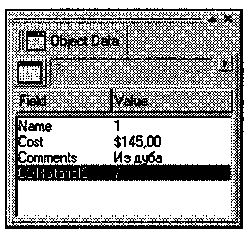 Object Data
Field Value
Name 1
Cost $145,00
Comments Из дуба